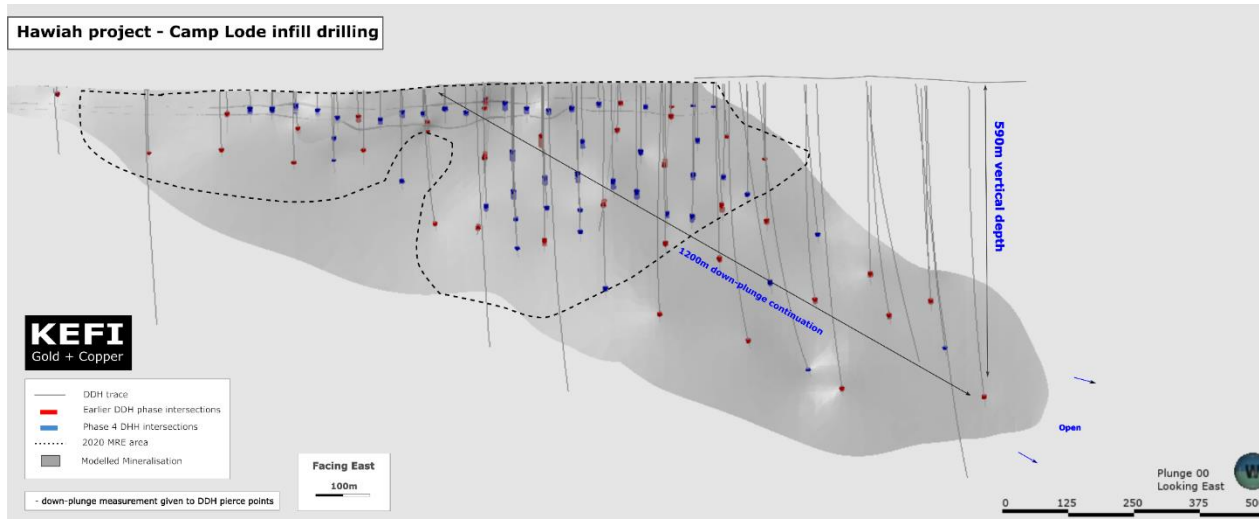 Hawiah project - Camp Lode infill drilling
590m vertical depth
1200m down-plunge continuation
KEFI
Gold + Copper
DDH trace
Earlier DDH phase intersections
Phase 4 DHH intersections
2020 MRE area
Modelled Mineralisation
- down-plunge measurement given to DDH pierce points
Facing East
100m
Open
Plunge 00
Looking East
W
0 125 250 375 500